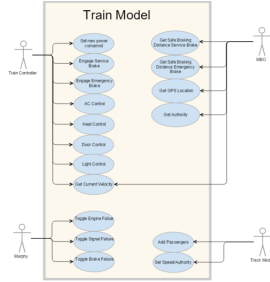 Train Model
Set new power
command
Get Safe Braking
Distance Service Brake
Train Controller
MBO
Engage Service
Brake
Get Safe Braking
Distance Emergency
Brake
Engage Emergency
Brake
Get GPS Location
AC Control
Get Authority
Heat Control
Door Control
Light Control
Get Current Velocity
Toggle Engine Failure
Toggle Signal Failure
Add Passengers
Murphy
Toggle Brake Failure
Set Speed/Authority
Track Mod